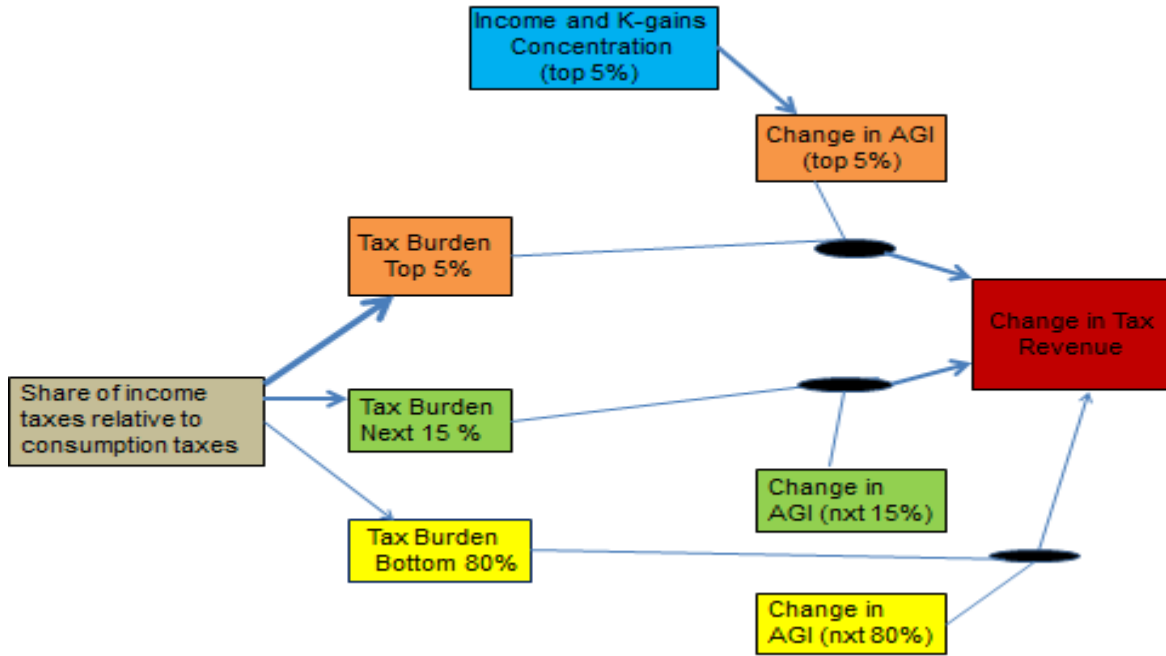 Income and K-gains
Concentration
(top 5%)
Change in AGI
(top 5%)
Tax Burden
Top 5%
Change in Tax
Revenue
Share of income
taxes relative to
consumption taxes
Tax Burden
Next 15 %
Change in
AGI (nxt 15%)
Tax Burden
Bottom 80%
Change in
AGI (nxt 80%)